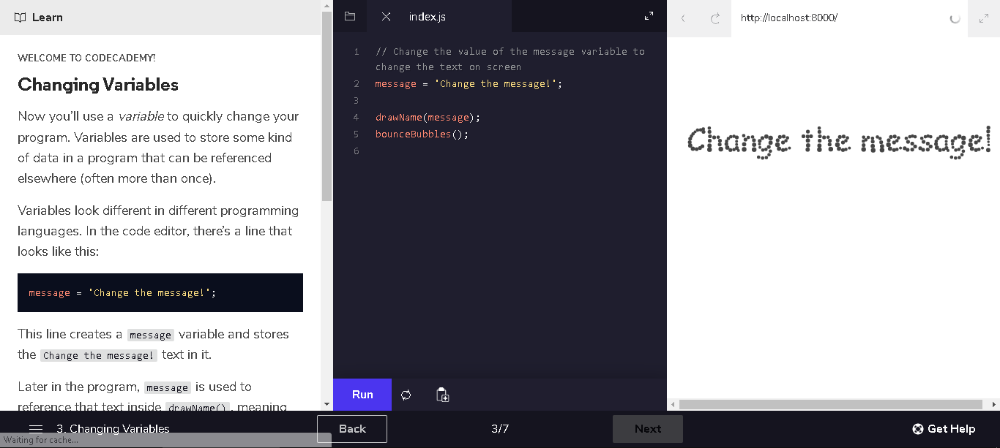 Learn
WELCOME TO CODECADEMY!
Changing Variables
Now you'll use a variable to quickly change your
program. Variables are used to store some kind
of data in a program that can be referenced
elsewhere (often more than once).
Variables look different in different programming
languages. In the code editor, there's a line that
looks like this:
message = 'Change the message!';
This line creates a message variable and stores
the Change the message! text in it.
Later in the program, message is used to
reference that text inside drawName(), meaning
index.js
1 // Change the value of the message variable to
change the text on screen
2 message = 'Change the message!';
3
4 drawName(message);
5 bounceBubbles();
6
Run
http://localhost:8000/
Change the message!
3. Changing Variables
Back
3/7
Next
Get Help
Waiting for cache...